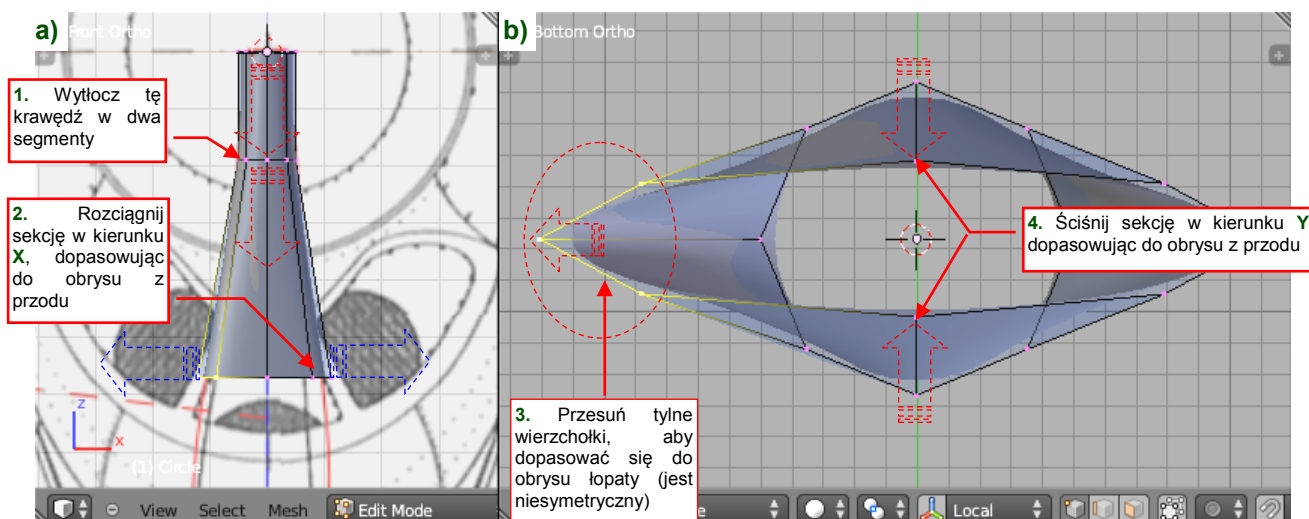 a)
Front Ortho
b)
Bottom Ortho
1. Wytłocz tę
krawędź w dwa
segmenty
2. Rozciągnij
sekcję w kierunku
X, dopasowując
do obrysu z
przodu
4. Ściśnij sekcję w kierunku Y
dopasowując do obrysu z przodu
3. Przesuń tylne
wierzchołki, aby
dopasować się do
obrysu łopaty (jest
niesymetryczny)
z
x
(1) Circle
View Select Mesh Edit Mode
e Local